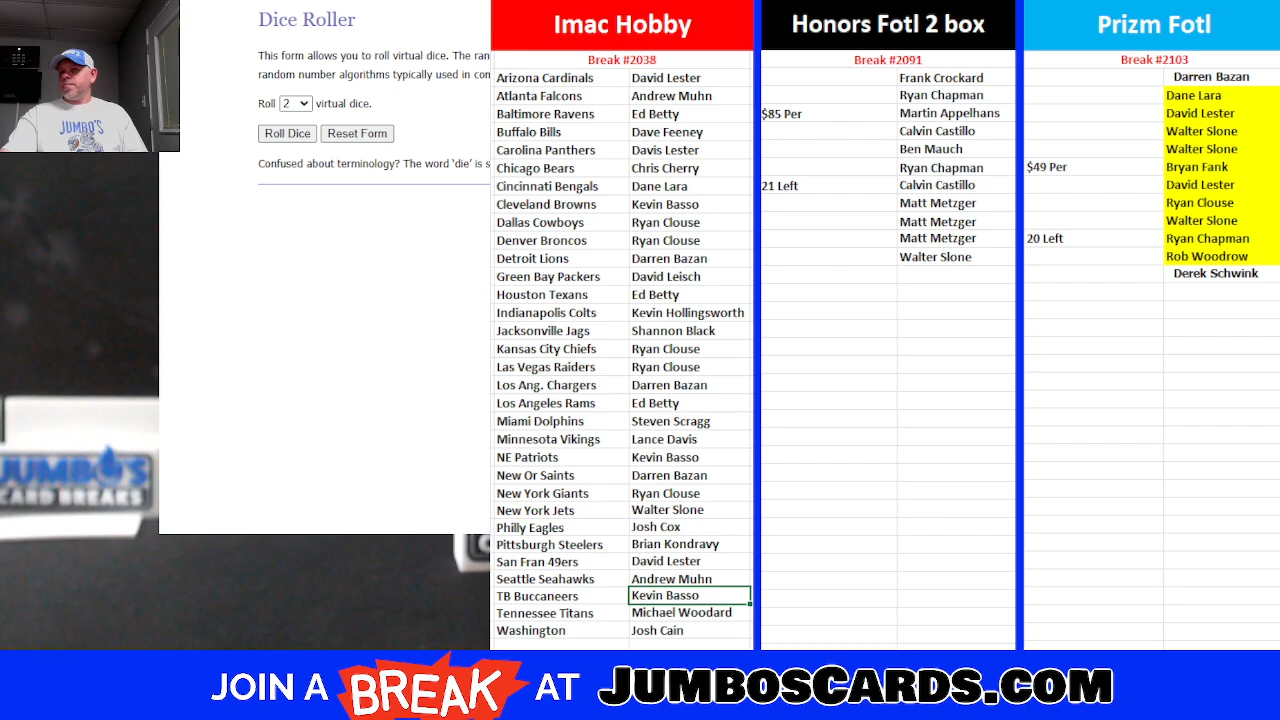 Dice Roller
This form allows you to roll virtual dice. The ran
random number algorithms typically used in con
Roll 2 virtual dice.
Roll Dice Reset Form
Confused about terminology? The word 'die' is s
JUMBO'S
JUMBO'S
CARD BREAKS
Imac Hobby
Break #2038
Arizona Cardinals David Lester
Atlanta Falcons Andrew Muhn
Baltimore Ravens Ed Betty
Buffalo Bills Dave Feeney
Carolina Panthers Davis Lester
Chicago Bears Chris Cherry
Cincinnati Bengals Dane Lara
Cleveland Browns Kevin Basso
Dallas Cowboys Ryan Clouse
Denver Broncos Ryan Clouse
Detroit Lions Darren Bazan
Green Bay Packers David Leisch
Houston Texans Ed Betty
Indianapolis Colts Kevin Hollingsworth
Jacksonville Jags Shannon Black
Kansas City Chiefs Ryan Clouse
Las Vegas Raiders Ryan Clouse
Los Ang. Chargers Darren Bazan
Los Angeles Rams Ed Betty
Miami Dolphins Steven Scragg
Minnesota Vikings Lance Davis
NE Patriots Kevin Basso
New Or Saints Darren Bazan
New York Giants Ryan Clouse
New York Jets Walter Slone
Philly Eagles Josh Cox
Pittsburgh Steelers Brian Kondravy
San Fran 49ers David Lester
Seattle Seahawks Andrew Muhn
TB Buccaneers Kevin Basso
Tennessee Titans Michael Woodard
Washington Josh Cain
Honors Fotl 2 box
Break #2091
Frank Crockard
Ryan Chapman
$85 Per Martin Appelhans
Calvin Castillo
Ben Mauch
Ryan Chapman
21 Left Calvin Castillo
Matt Metzger
Matt Metzger
Matt Metzger
Walter Slone
Prizm Fotl
Break #2103
Darren Bazan
Dane Lara
David Lester
Walter Slone
Walter Slone
$49 Per Bryan Fank
David Lester
Ryan Clouse
Walter Slone
20 Left Ryan Chapman
Rob Woodrow
Derek Schwink
JOIN A BREAK AT JUMBOSCARDS.COM